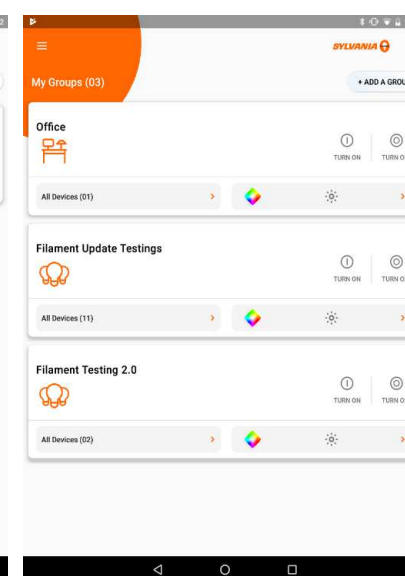 2
SYLVANIA
My Groups (03)
+ ADD A GROU
Office
TURN ON
TURN O
All Devices (01)
Filament Update Testings
TURN ON
TURN O
All Devices (11)
Filament Testing 2.0
TURN ON
TURN O
All Devices (02)